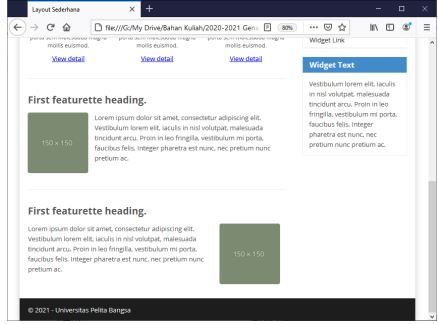 Layout Sederhana
file:///G:/My Drive/Bahan Kuliah/2020-2021 Gen
80%
mollis euismod.
mollis euismod.
mollis euismod.
View detail
View detail
View detail
Widget Link
Widget Text
Vestibulum lorem elit, iaculis
in nisl volutpat, malesuada
tincidunt arcu. Proin in leo
fringilla, vestibulum mi porta,
faucibus felis. Integer
pharetra est nunc, nec
pretium nunc pretium ac.
First featurette heading.
150 × 150
Lorem ipsum dolor sit amet, consectetur adipiscing elit.
Vestibulum lorem elit, iaculis in nisl volutpat, malesuada
tincidunt arcu. Proin in leo fringilla, vestibulum mi porta,
faucibus felis. Integer pharetra est nunc, nec pretium nunc
pretium ac.
First featurette heading.
Lorem ipsum dolor sit amet, consectetur adipiscing elit.
Vestibulum lorem elit, iaculis in nisl volutpat, malesuada
tincidunt arcu. Proin in leo fringilla, vestibulum mi porta,
faucibus felis. Integer pharetra est nunc, nec pretium nunc
pretium ac.
150 × 150
© 2021 - Universitas Pelita Bangsa